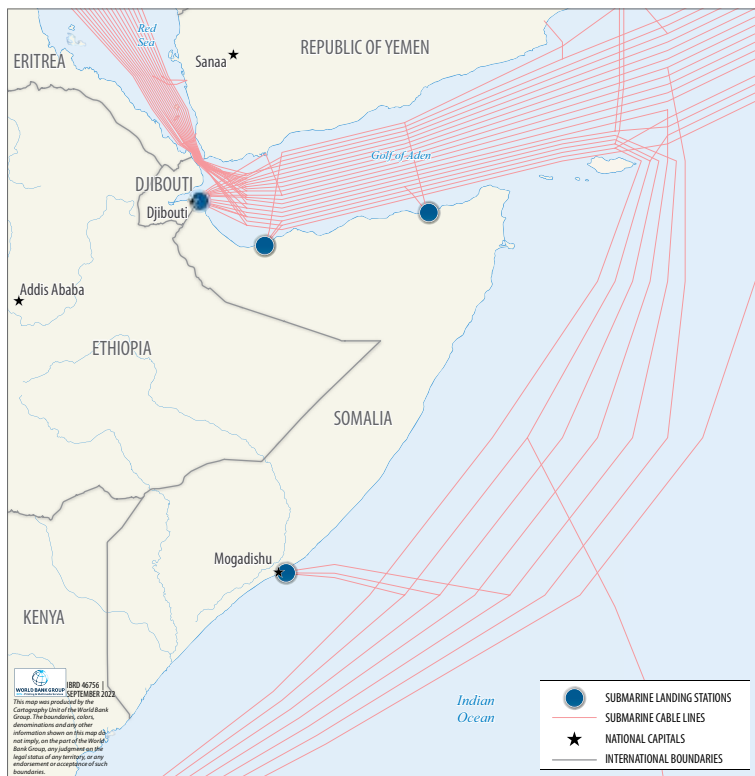 Red
Sea
REPUBLIC OF YEMEN
Sanaa
ERITREA
Golf of Aden
DJIBOUTI
Djibouti
Addis Ababa
ETHIOPIA
SOMALIA
Mogadishu
KENYA
Indian
Ocean
WORLD BANK GROUP
IBRD 46756 |
SEPTEMBER 2022
This map was produced by the
Cartography Unit of the World Bank
Group. The boundaries, colors,
denominations and any other
information shown on this map do
not imply, on the part of the World
Bank Group, any judgment on the
legal status of any territory, or any
endorsement or acceptance of such
boundaries.
SUBMARINE LANDING STATIONS
SUBMARINE CABLE LINES
NATIONAL CAPITALS
INTERNATIONAL BOUNDARIES